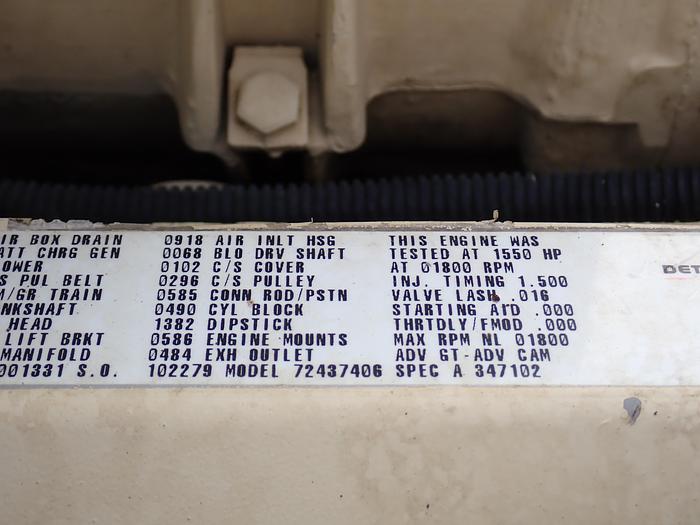 IR BOX DRAIN 0918 AIR INLT HSG THIS ENGINE WAS
ATT CHRG GEN 0068 BLO DRV SHAFT TESTED AT 1550 HP
OWER 0102 C/S COVER AT 01800 RPM
S PUL BELT 0296 C/S PULLEY INJ. TIMING 1.500
M/GR TRAIN 0585 CONN ROD/PSTN VALVE LASH .016
NKSHAFT 0490 CYL BLOCK STARTING AID .000
HEAD 1382 DIPSTICK THRTDLY/FMOD .000
LIFT BRKT 0586 ENGINE MOUNTS MAX RPM NL 01800
MANIFOLD 0484 EXH OUTLET ADV GT-ADV CAM
001331 S.O. 102279 MODEL 72437406 SPEC A 347102
DET